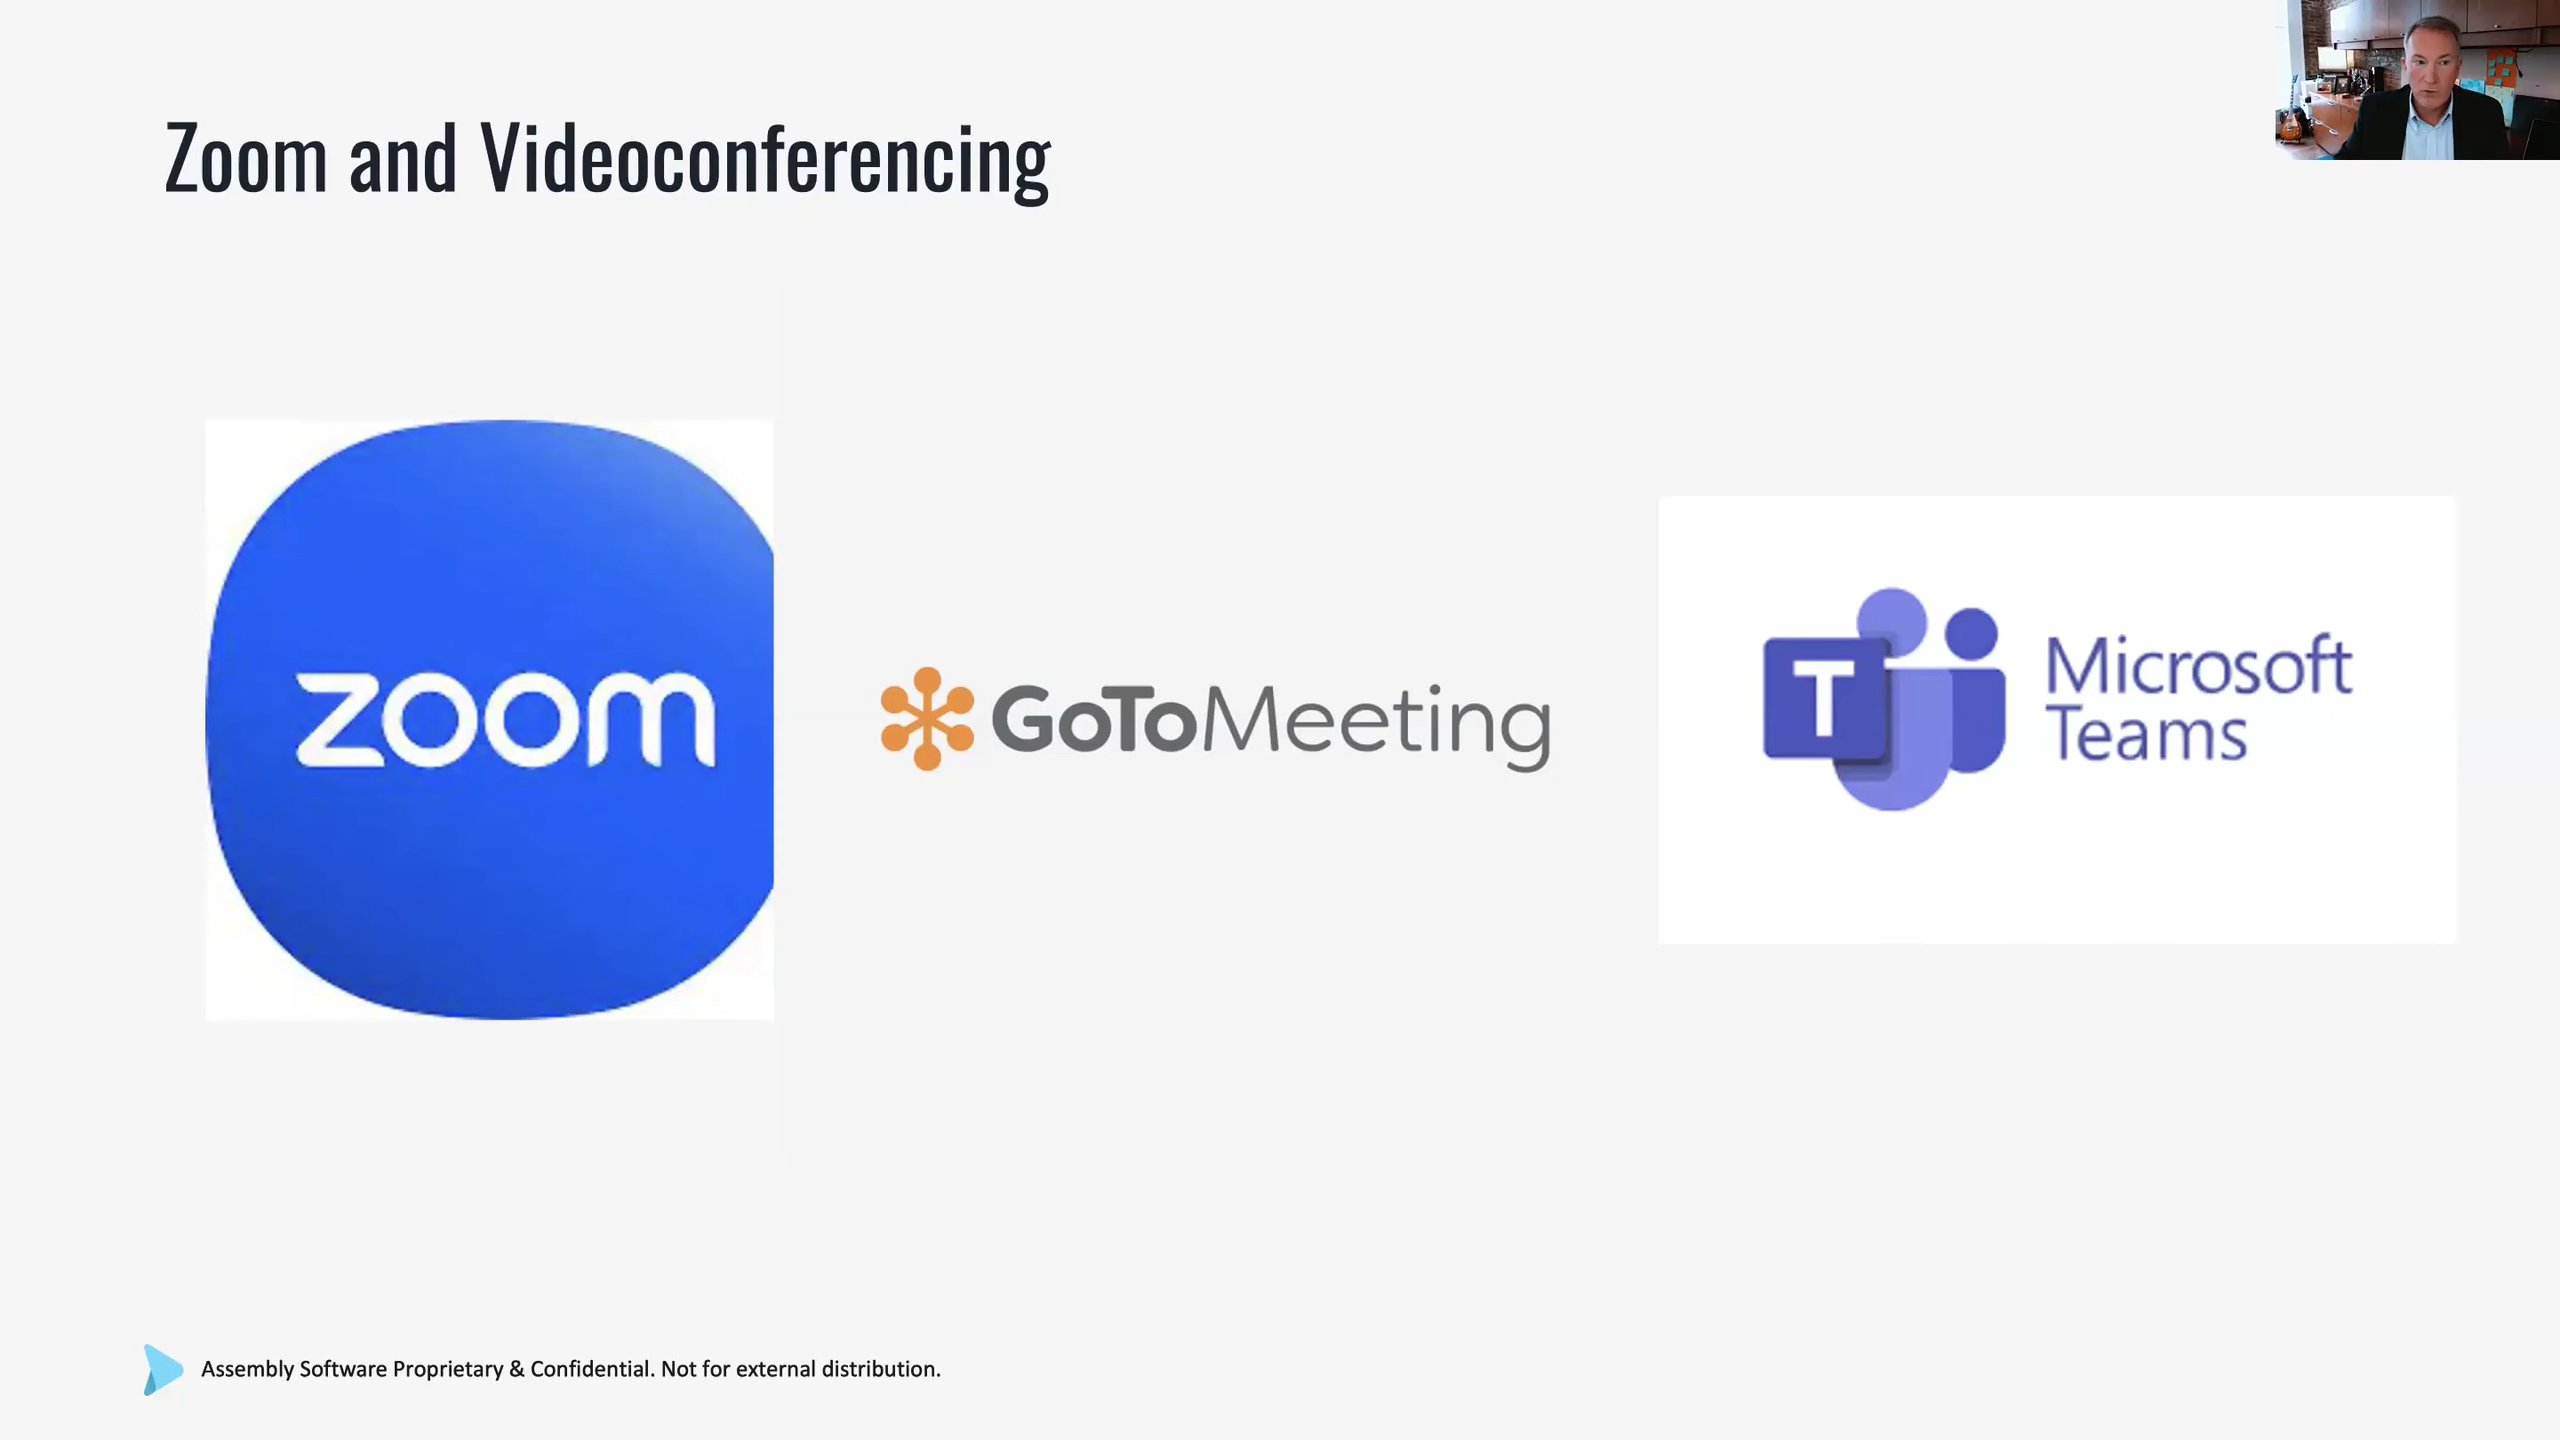 Zoom and Videoconferencing
zoom
GoToMeeting
T
Microsoft
Teams
Assembly Software Proprietary & Confidential. Not for external distribution.